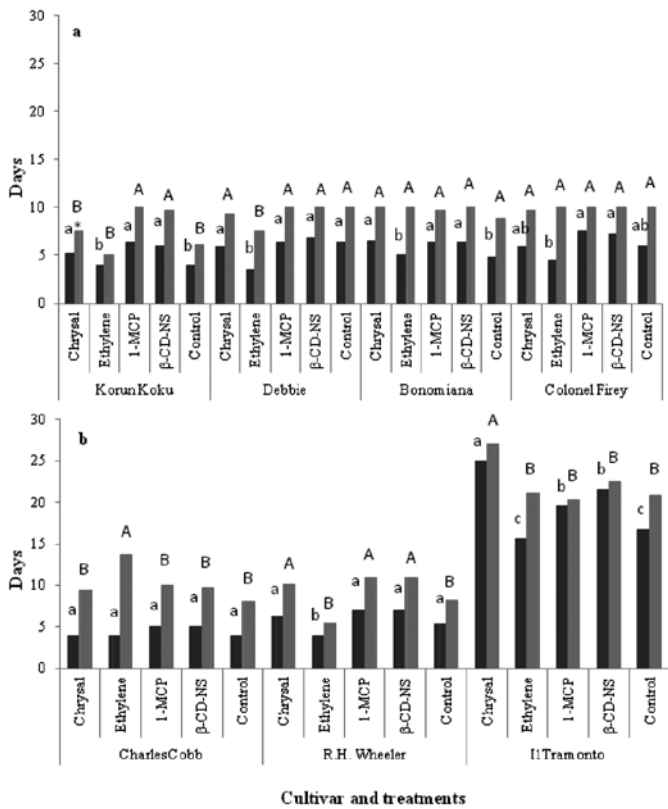 30
a
25
20
15
10
5
0
Days
B B A A B A B A A A A A A A A A A A A A
a* b a a b a b a a a a b a a b ab b a a ab
Chrysal Ethylene 1-MCP β-CD-NS Control Chrysal Ethylene 1-MCP β-CD-NS Control Chrysal Ethylene 1-MCP β-CD-NS Control Chrysal Ethylene 1-MCP β-CD-NS Control
KorunKoku Debbie Bonomiana Colonel Firey
30
b
25
20
15
10
5
0
Days
B A B B B A B A A B A B B B B
a a a a a a b a a a a c b b c
Chrysal Ethylene 1-MCP β-CD-NS Control Chrysal Ethylene 1-MCP β-CD-NS Control Chrysal Ethylene 1-MCP β-CD-NS Control
CharlesCobb R.H. Wheeler I1Tramonto
Cultivar and treatments